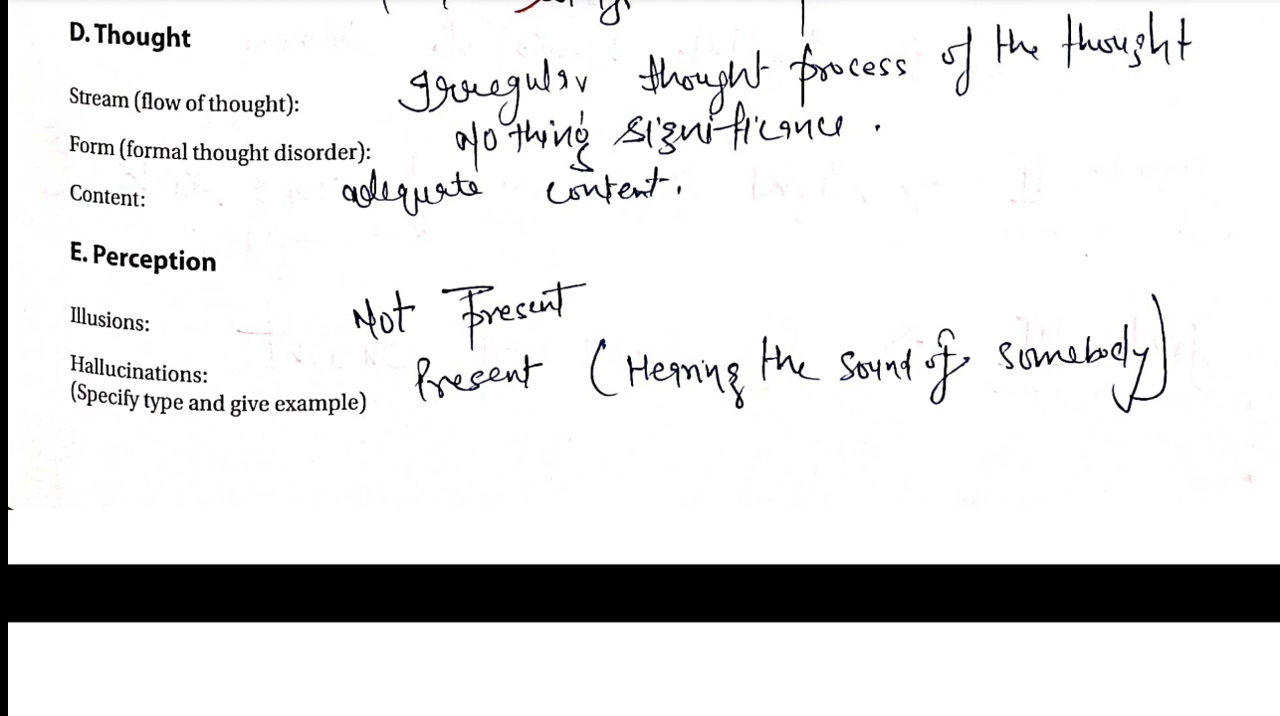 D. Thought
Stream (flow of thought): Irregular thought process of the thought
Form (formal thought disorder): Nothing significance.
Content: adequate content.
E. Perception
Illusions: Not Present
Hallucinations: Present (Hearing the sound of somebody)
(Specify type and give example)